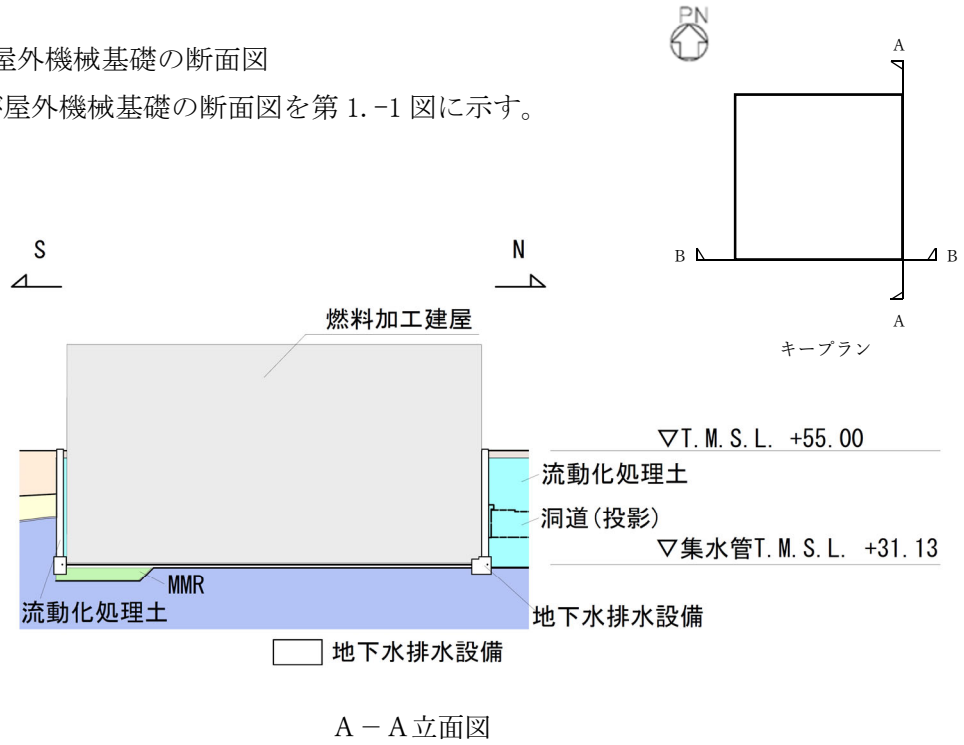 PN
屋外機械基礎の断面図
屋外機械基礎の断面図を第 1.-1 図に示す。
A
B
B
A
キープラン
S
N
燃料加工建屋
▽T.M.S.L. +55.00
流動化処理土
洞道(投影)
▽集水管T.M.S.L. +31.13
MMR
流動化処理土
地下水排水設備
地下水排水設備
A－A立面図